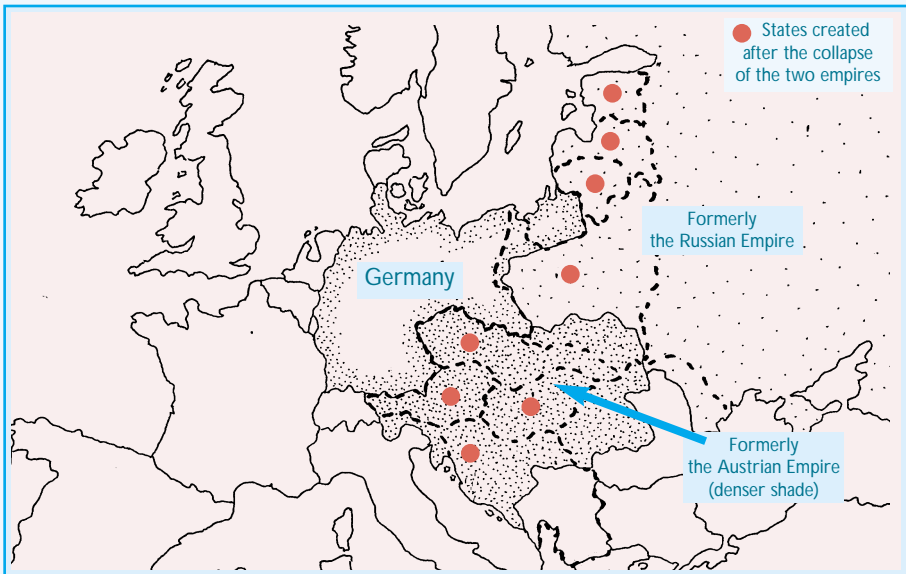 States created
after the collapse
of the two empires
Formerly
the Russian Empire
Germany
Formerly
the Austrian Empire
(denser shade)